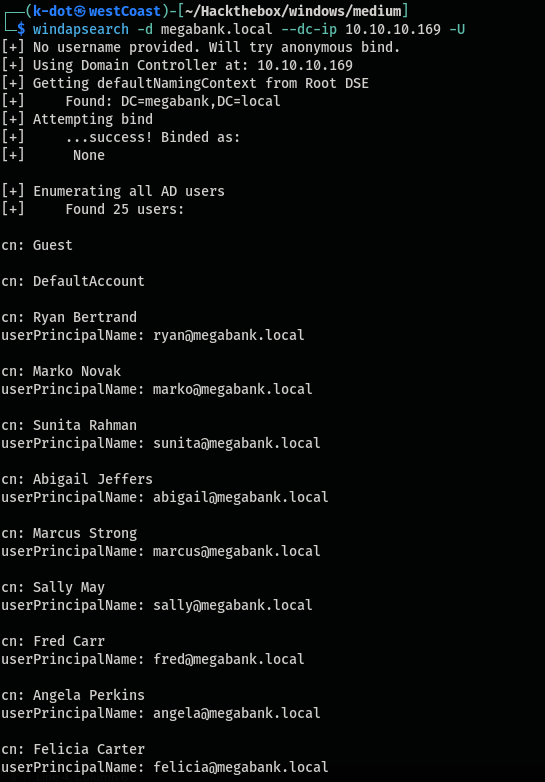 ┌──(k-dot㉿westCoast)-[~/Hackthebox/windows/medium]
└─$ windapsearch -d megabank.local --dc-ip 10.10.10.169 -U
[+] No username provided. Will try anonymous bind.
[+] Using Domain Controller at: 10.10.10.169
[+] Getting defaultNamingContext from Root DSE
[+]     Found: DC=megabank,DC=local
[+] Attempting bind
[+]     ...success! Binded as:
[+]      None
[+] Enumerating all AD users
[+]     Found 25 users:
cn: Guest
cn: DefaultAccount
cn: Ryan Bertrand
userPrincipalName: ryan@megabank.local
cn: Marko Novak
userPrincipalName: marko@megabank.local
cn: Sunita Rahman
userPrincipalName: sunita@megabank.local
cn: Abigail Jeffers
userPrincipalName: abigail@megabank.local
cn: Marcus Strong
userPrincipalName: marcus@megabank.local
cn: Sally May
userPrincipalName: sally@megabank.local
cn: Fred Carr
userPrincipalName: fred@megabank.local
cn: Angela Perkins
userPrincipalName: angela@megabank.local
cn: Felicia Carter
userPrincipalName: felicia@megabank.local